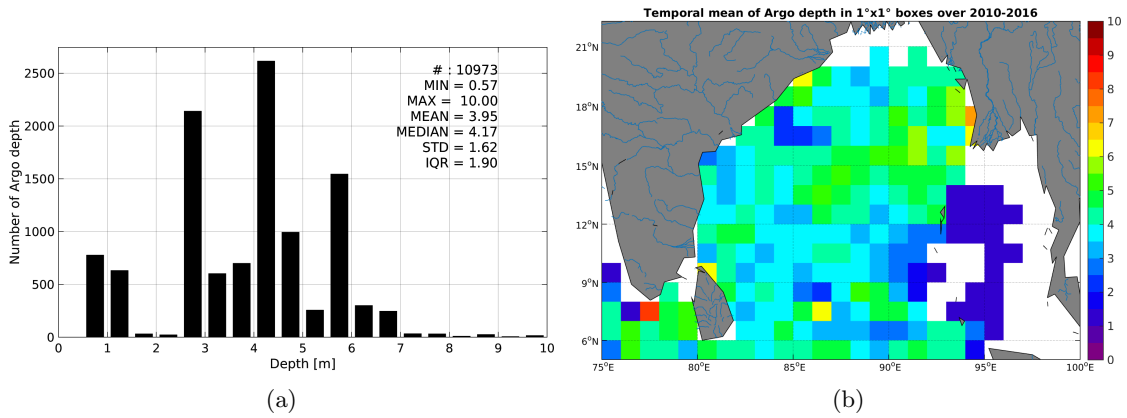 Number of Argo depth
2500
2000
1500
1000
500
0
# : 10973
MIN = 0.57
MAX = 10.00
MEAN = 3.95
MEDIAN = 4.17
STD = 1.62
IQR = 1.90
0 1 2 3 4 5 6 7 8 9 10
Depth [m]
(a)
Temporal mean of Argo depth in 1°x1° boxes over 2010-2016
21°N
18°N
15°N
12°N
9°N
6°N
75°E 80°E 85°E 90°E 95°E 100°E
10
9
8
7
6
5
4
3
2
1
0
(b)